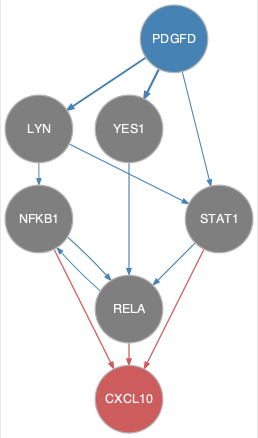 PDGFD
LYN
YES1
NFKB1
STAT1
RELA
CXCL10